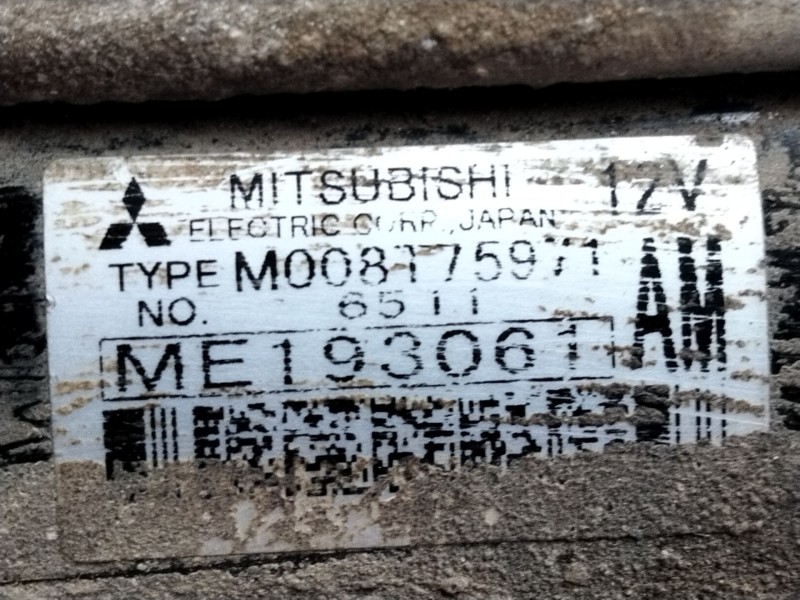 MITSUBISHI 12V
ELECTRIC CORP., JAPAN
TYPE M008T75971
NO. 6511 AM
ME193061